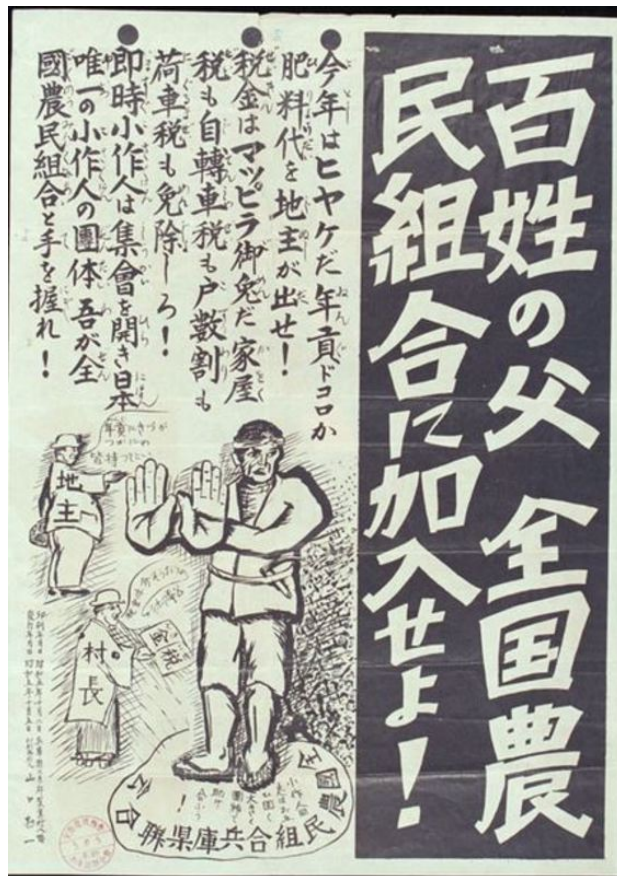 百姓の父 全国農
民組合に加入せよ!
今年はヒヤケだ年貢ドコロか
肥料代を地主が出せ!
税金はマッピラ御免だ家屋
税も自轉車税も戸数割も
荷車税も免除しろ!
即時小作人は集會を開き日本
唯一の小作人の團体吾が全
國農民組合と手を握れ!
地主
村長
全國農民組合兵庫県聯合会